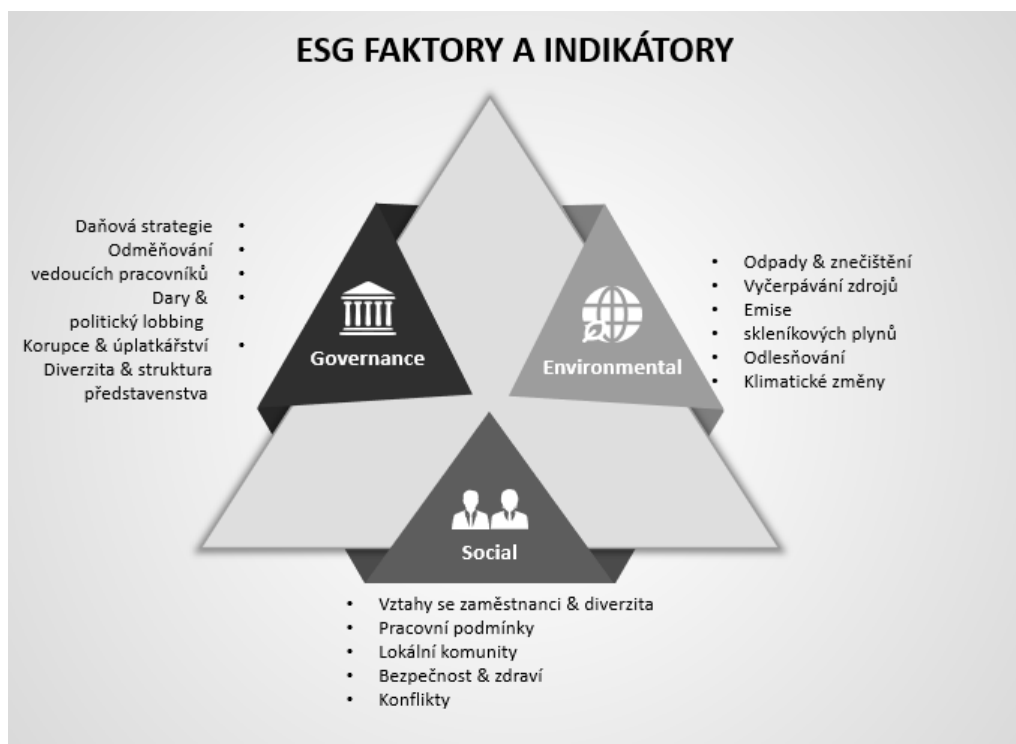 ESG FAKTORY A INDIKÁTORY
Daňová strategie •
Odměňování •
vedoucích pracovníků •
Dary & •
politický lobbing
Korupce & úplatkářství •
Diverzita & struktura
představenstva
Governance
• Odpady & znečištění
• Vyčerpávání zdrojů
• Emise
• skleníkových plynů
• Odlesňování
• Klimatické změny
Environmental
Social
• Vztahy se zaměstnanci & diverzita
• Pracovní podmínky
• Lokální komunity
• Bezpečnost & zdraví
• Konflikty